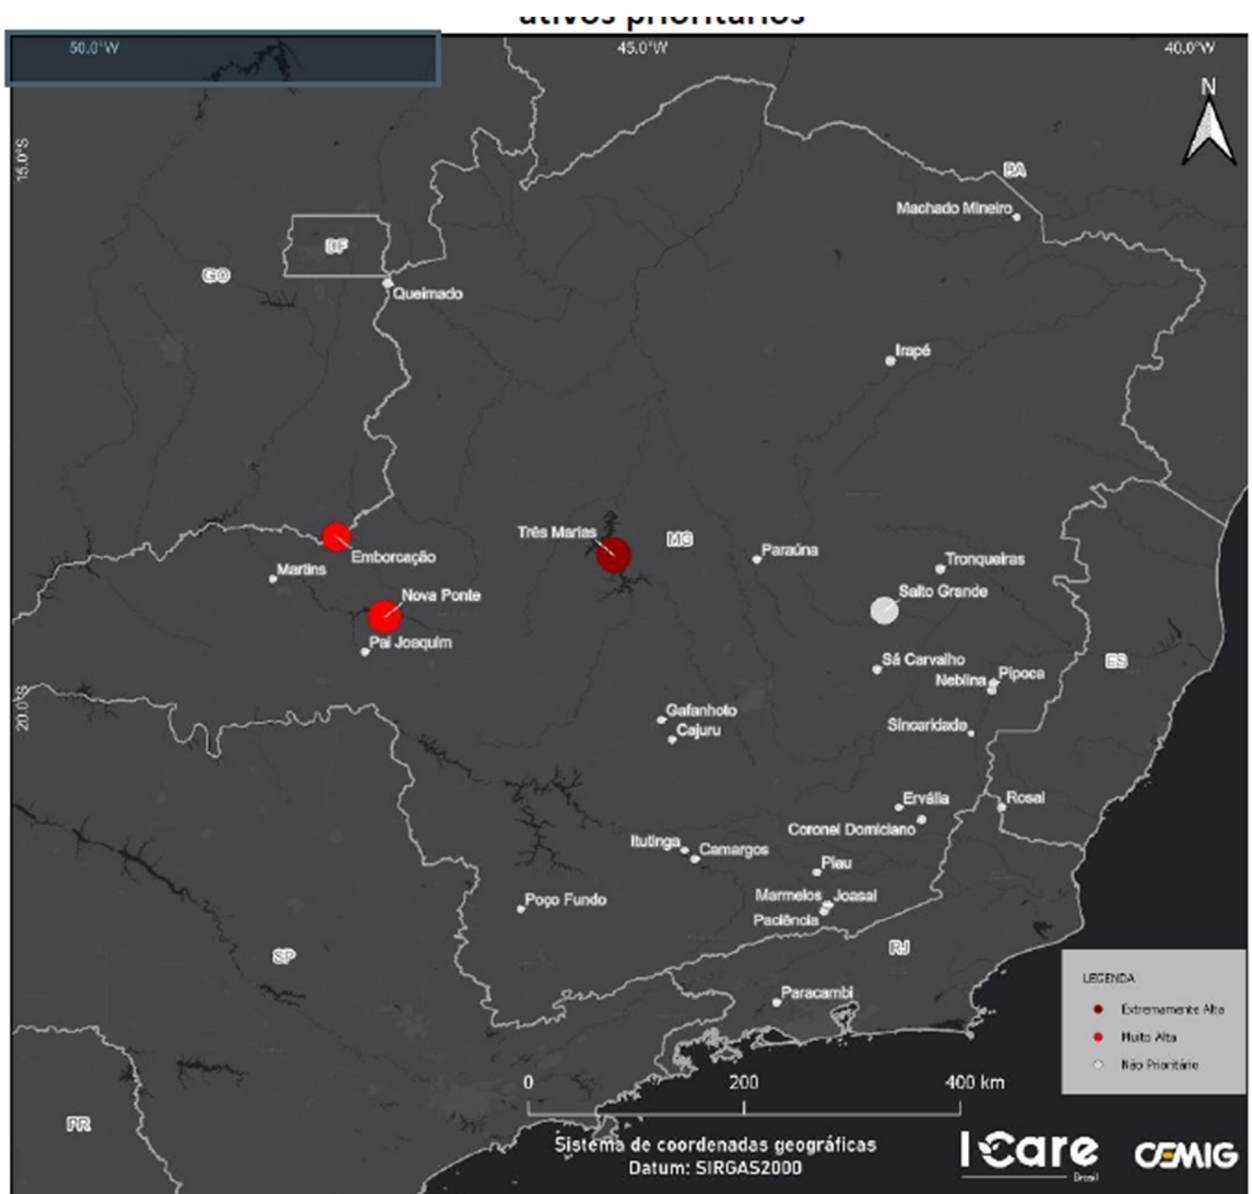 ativos prioritários
50.0°W
45.0°W
40.0°W
N
15.0°S
BA
Machado Mineiro
DF
GO
Queimado
Irapé
Três Marias
MG
Emborcação
Paraúna
Martins
Tronqueiras
Nova Ponte
Salto Grande
Pai Joaquim
Sá Carvalho
Neblina
Pipoca
ES
20.0°S
Gafanhoto
Cajuru
Sinceridade
Ervália
Rosal
Coronel Domiciano
Itutinga
Camargos
Piau
Marmelos
Joasal
Poço Fundo
Paciência
RJ
SP
LEGENDA
Paracambi
Extremamente Alta
Muito Alta
Não Prioritário
0
200
400 km
PR
Sistema de coordenadas geográficas
Datum: SIRGAS2000
I Care
Brasil
CEMIG